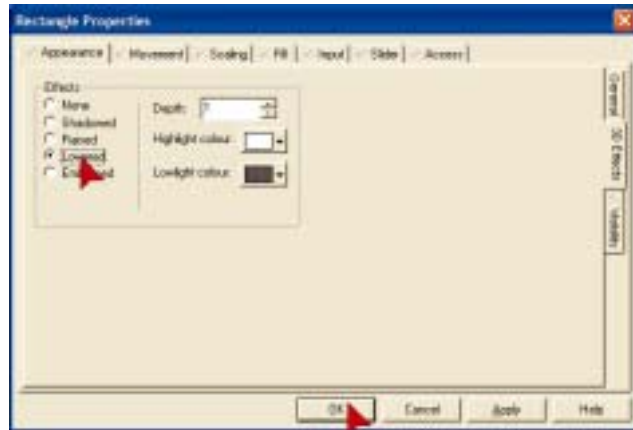 Rectangle Properties
Appearance Movement Scaling Fill Input Slider Access
Effects
None
Shadowed
Raised
Lowered
Depth:
Highlight colour:
Lowlight colour:
General
3D Effects
Visibility
OK Cancel Apply Help